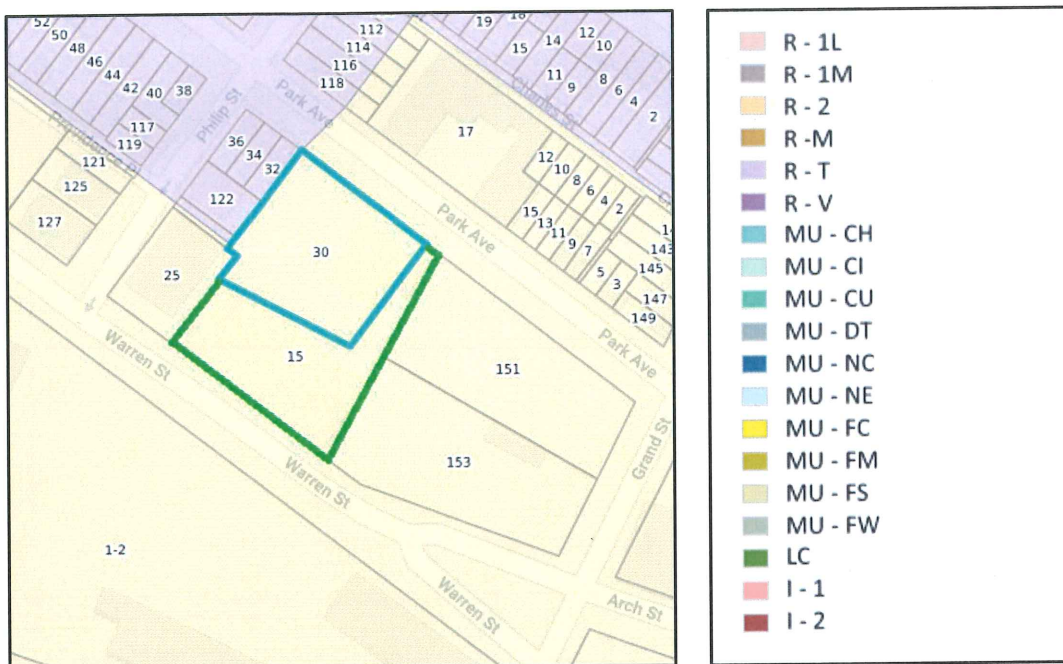 52
50
48
46
44
42
40
38
112
114
116
118
19
18
15
14
12
10
11
9
8
6
4
2
Park Ave
Philip St
Charles St
117
119
121
125
127
36
34
32
122
17
12
10
8
6
4
2
15
13
11
9
7
5
3
143
145
147
149
Park Ave
30
25
15
151
153
Park Ave
Grand St
Warren St
Warren St
1-2
Warren St
Arch St
R - 1L
R - 1M
R - 2
R -M
R - T
R - V
MU - CH
MU - CI
MU - CU
MU - DT
MU - NC
MU - NE
MU - FC
MU - FM
MU - FS
MU - FW
LC
I - 1
I - 2